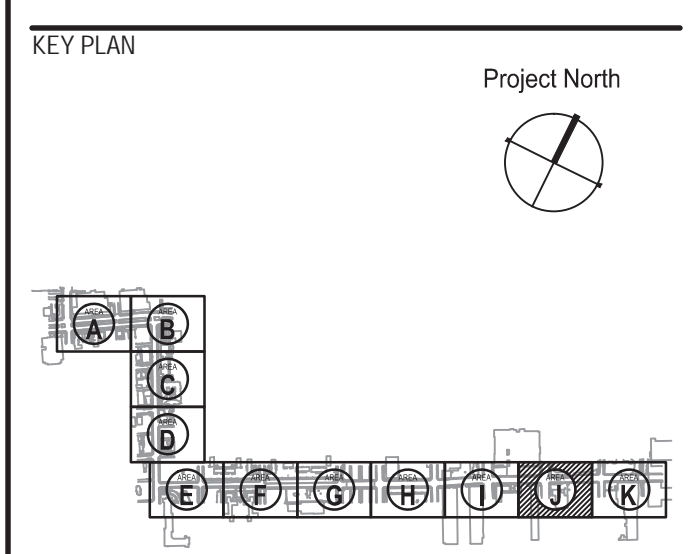 KEY PLAN
Project North
AREA AREA
A B
AREA
C
AREA
D
AREA AREA AREA AREA AREA AREA AREA
E F G H I J K